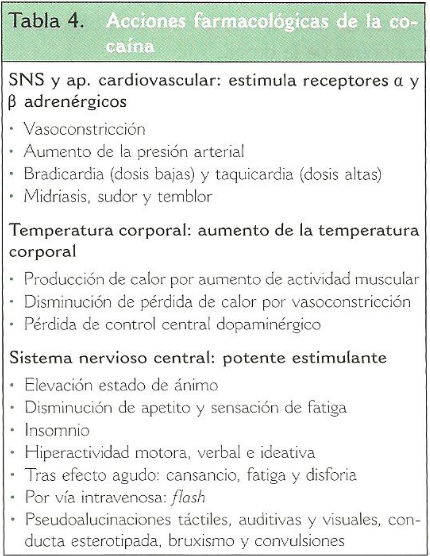 Tabla 4. Acciones farmacológicas de la co-
caína
SNS y ap. cardiovascular: estimula receptores α y
β adrenérgicos
• Vasoconstricción
• Aumento de la presión arterial
• Bradicardia (dosis bajas) y taquicardia (dosis altas)
• Midriasis, sudor y temblor
Temperatura corporal: aumento de la temperatura
corporal
• Producción de calor por aumento de actividad muscular
• Disminución de pérdida de calor por vasoconstricción
• Pérdida de control central dopaminérgico
Sistema nervioso central: potente estimulante
• Elevación estado de ánimo
• Disminución de apetito y sensación de fatiga
• Insomnio
• Hiperactividad motora, verbal e ideativa
• Tras efecto agudo: cansancio, fatiga y disforia
• Por vía intravenosa: flash
• Pseudoalucinaciones táctiles, auditivas y visuales, con-
ducta esterotipada, bruxismo y convulsiones